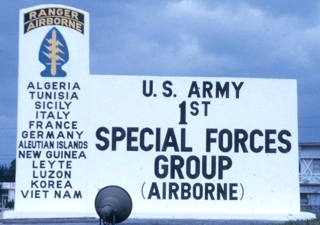 RANGER
AIRBORNE
ALGERIA
TUNISIA
SICILY
ITALY
FRANCE
GERMANY
ALEUTIAN ISLANDS
NEW GUINEA
LEYTE
LUZON
KOREA
VIET NAM
U.S. ARMY
1ST
SPECIAL FORCES
GROUP
(AIRBORNE)